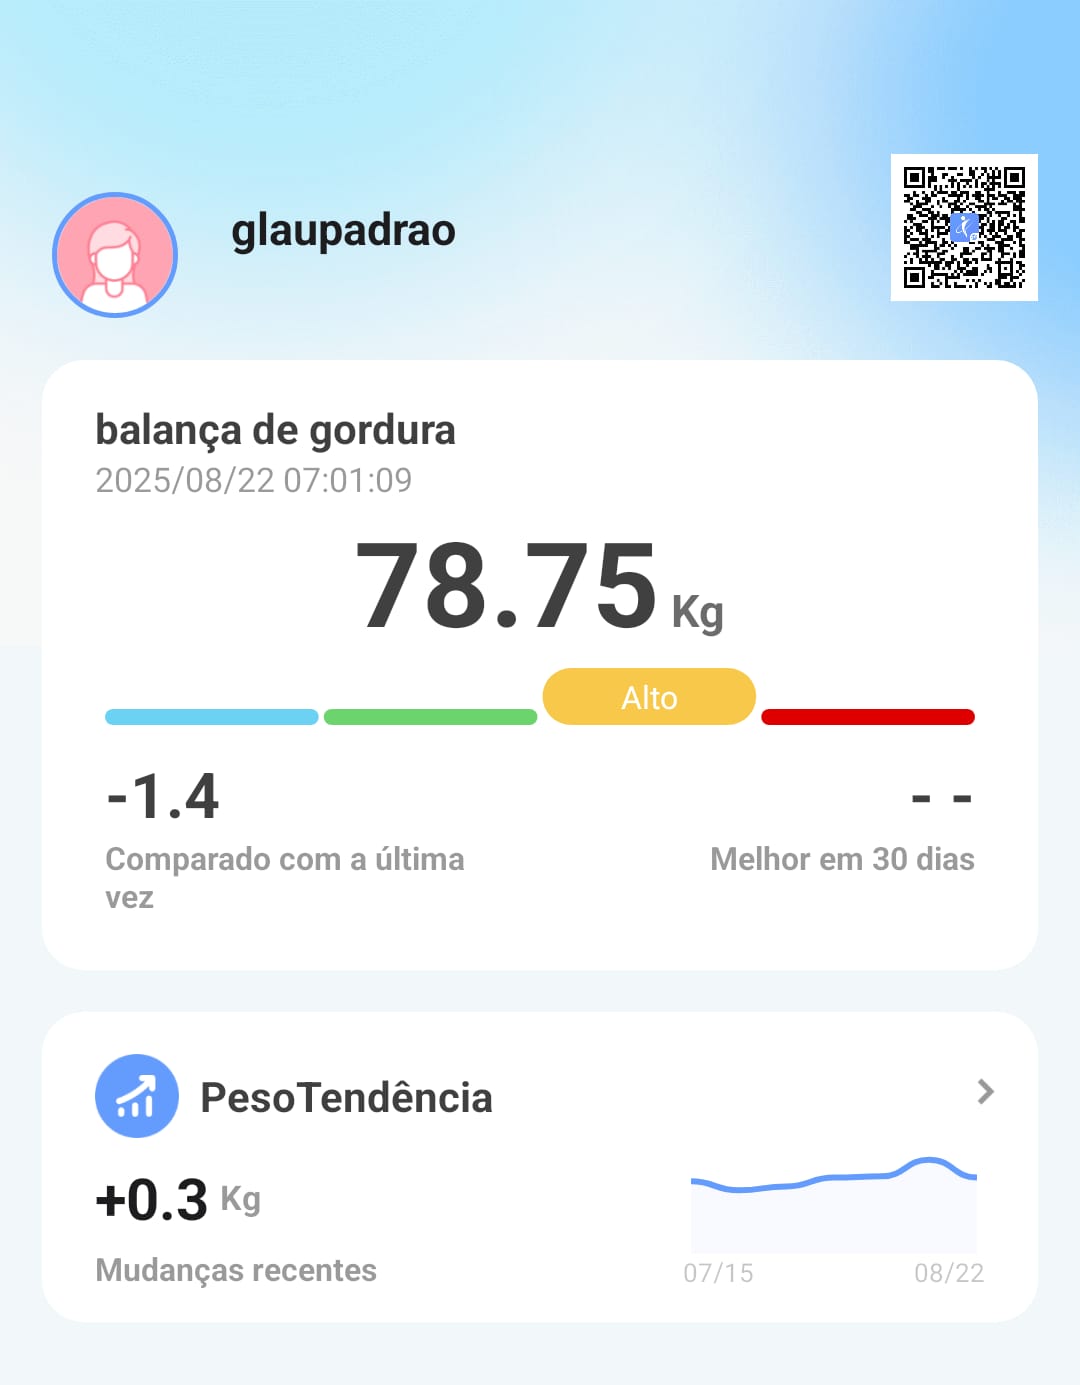 glaupadrao
balança de gordura
2025/08/22 07:01:09
78.75 Kg
Alto
-1.4
- -
Comparado com a última
vez
Melhor em 30 dias
PesoTendência
+0.3 Kg
Mudanças recentes
07/15
08/22